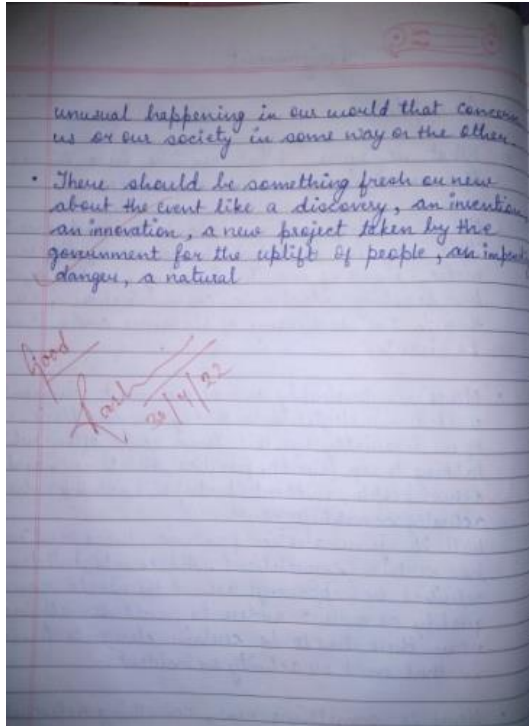 unusual happening in our world that concern
us or our society in some way or the other.
• There should be something fresh or new
about the event like a discovery, an invention
an innovation, a new project taken by the
government for the uplift of people, an impend
danger, a natural
Good
30/4/22